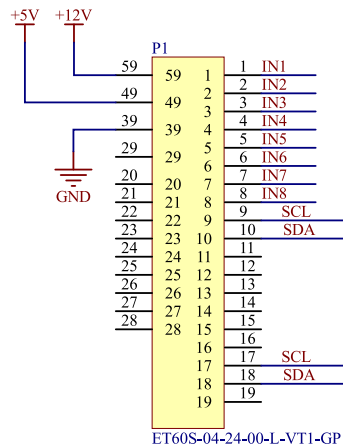 +5V +12V
P1
59 59 1 1 IN1
2 2 IN2
49 49 3 3 IN3
39 39 4 4 IN4
5 5 IN5
29 29 6 6 IN6
20 20 7 7 IN7
GND 21 21 8 8 IN8
22 22 9 9 SCL
23 23 10 10 SDA
24 24 11 11
25 25 12 12
26 26 13 13
27 27 14 14
28 28 15 15
16 16
17 17 SCL
18 18 SDA
19 19
ET60S-04-24-00-L-VT1-GP